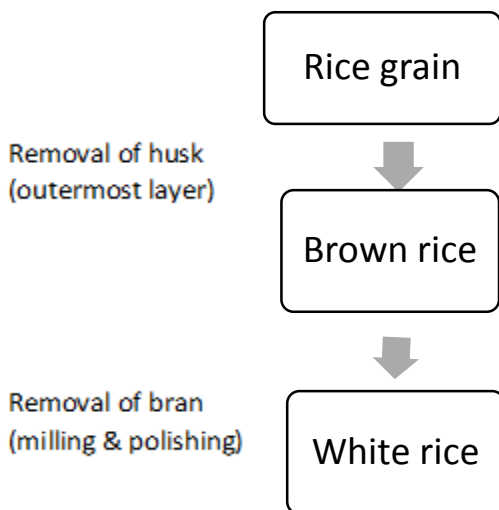 Rice grain
Removal of husk
(outermost layer)
Brown rice
Removal of bran
(milling & polishing)
White rice